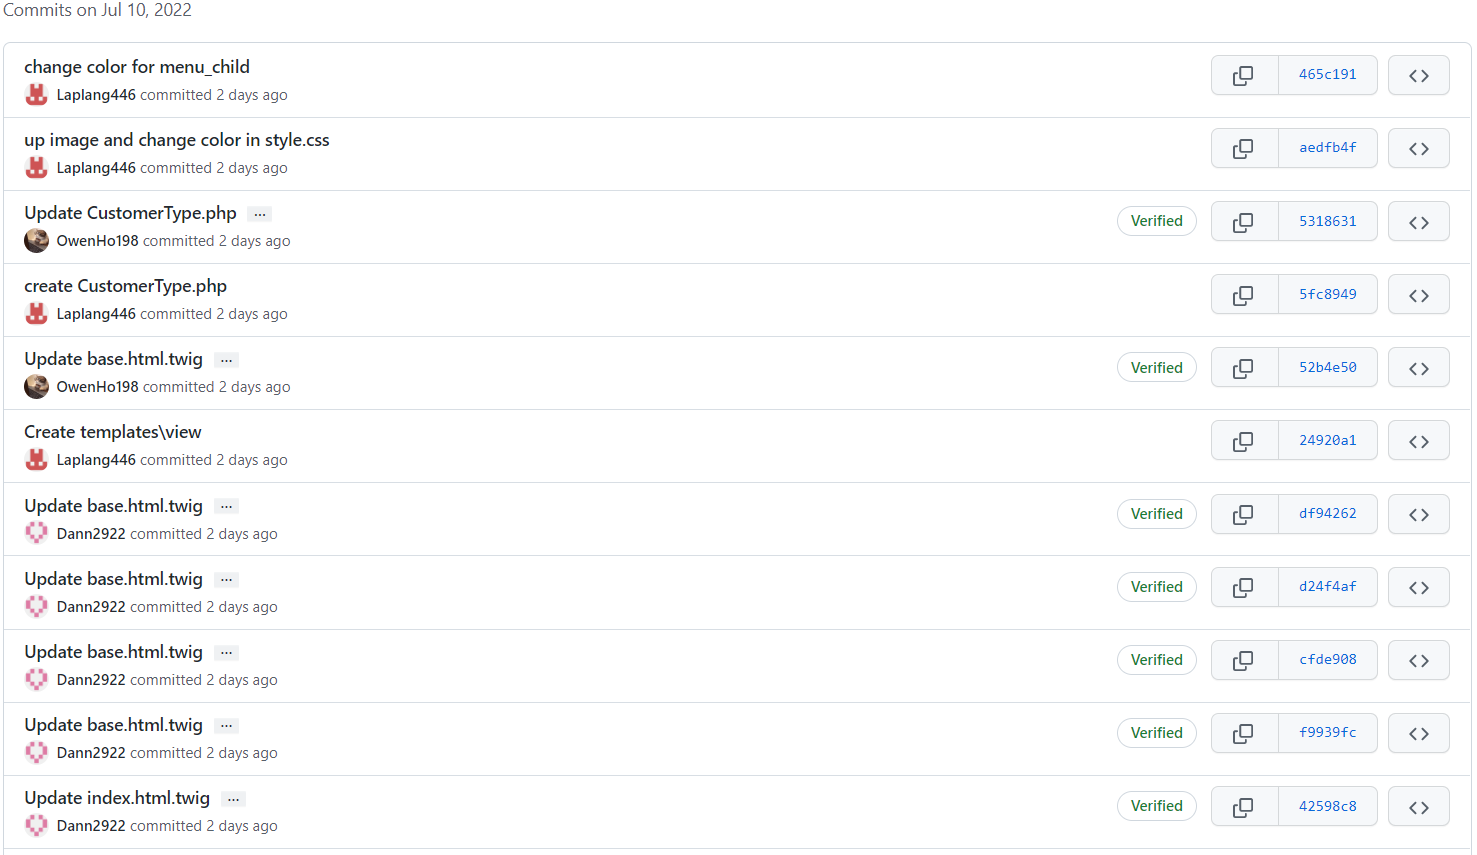 Commits on Jul 10, 2022
change color for menu_child
Laplang446 committed 2 days ago
465c191
up image and change color in style.css
Laplang446 committed 2 days ago
aedfb4f
Update CustomerType.php ...
OwenHo198 committed 2 days ago
Verified
5318631
create CustomerType.php
Laplang446 committed 2 days ago
5fc8949
Update base.html.twig ...
OwenHo198 committed 2 days ago
Verified
52b4e50
Create templates\view
Laplang446 committed 2 days ago
24920a1
Update base.html.twig ...
Dann2922 committed 2 days ago
Verified
df94262
Update base.html.twig ...
Dann2922 committed 2 days ago
Verified
d24f4af
Update base.html.twig ...
Dann2922 committed 2 days ago
Verified
cfde908
Update base.html.twig ...
Dann2922 committed 2 days ago
Verified
f9939fc
Update index.html.twig ...
Dann2922 committed 2 days ago
Verified
42598c8